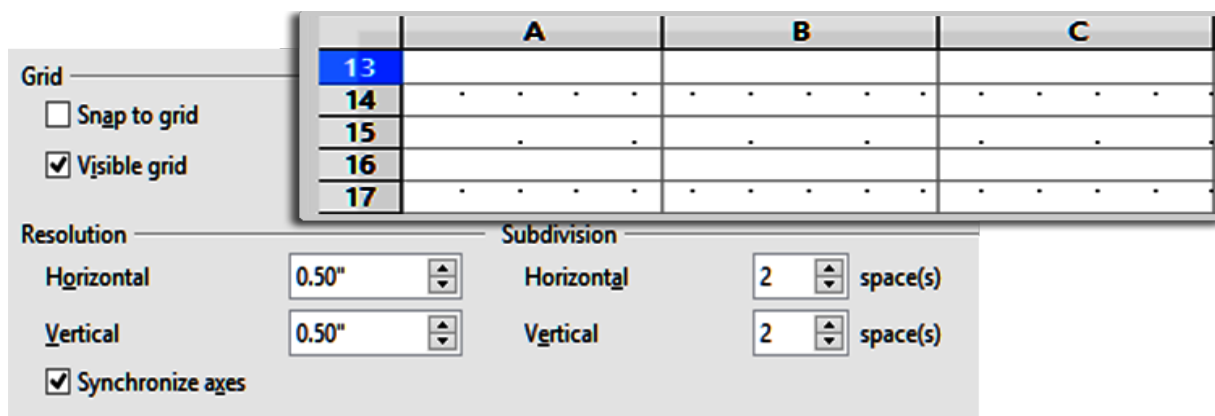 A B C
13
14
15
16
17
Grid
Snap to grid
Visible grid
Resolution Subdivision
Horizontal 0.50" Horizontal 2 space(s)
Vertical 0.50" Vertical 2 space(s)
Synchronize axes